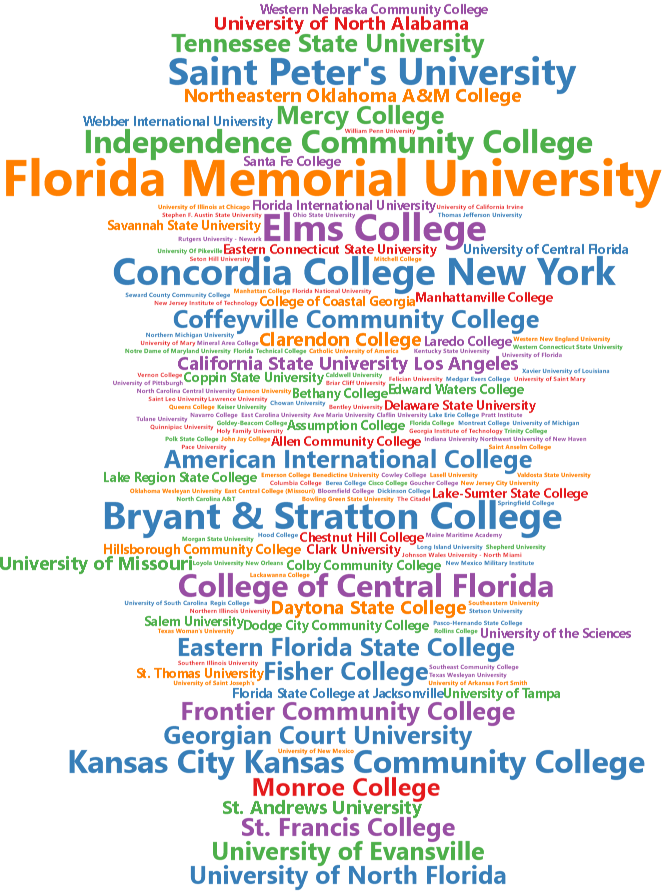 Western Nebraska Community College
University of North Alabama
Tennessee State University
Saint Peter's University
Northeastern Oklahoma A&M College
Webber International University Mercy College
William Penn University
Independence Community College
Santa Fe College
Florida Memorial University
University of Illinois at Chicago Florida International University University of California Irvine
Stephen F. Austin State University Ohio State University Thomas Jefferson University
Savannah State University Elms College
Rutgers University - Newark
University Of Pikeville Eastern Connecticut State University University of Central Florida
Seton Hill University Mitchell College
Concordia College New York
Manhattan College Florida National University
Seward County Community College College of Coastal Georgia Manhattanville College
New Jersey Institute of Technology
Coffeyville Community College
Northern Michigan University Clarendon College Laredo College Western New England University
University of Mary Mineral Area College Western Connecticut State University
Notre Dame of Maryland University Florida Technical College Catholic University of America Kentucky State University
University of Florida
California State University Los Angeles
Xavier University of Louisiana
Vernon College Coppin State University Caldwell University Felician University Medgar Evers College University of Saint Mary
University of Pittsburgh Briar Cliff University
North Carolina Central University Gannon University Bethany College Edward Waters College
Saint Leo University Lawrence University Chowan University
Queens College Keiser University Bentley University Delaware State University
Navarro College East Carolina University Ave Maria University Claflin University Lake Erie College Pratt Institute
Tulane University Goldey-Beacom College Assumption College Florida College Montreat College University of Michigan
Quinnipiac University Holy Family University Georgia Institute of Technology Trinity College
Polk State College John Jay College Allen Community College Indiana University Northwest University of New Haven
Pace University Saint Anselm College
American International College
Lake Region State College Emerson College Benedictine University Cowley College Lasell University Valdosta State University
Columbia College Berea College Cisco College Goucher College New Jersey City University
Oklahoma Wesleyan University East Central College (Missouri) Bloomfield College Dickinson College Lake-Sumter State College
North Carolina A&T Bowling Green State University The Citadel
Springfield College
Bryant & Stratton College
Morgan State University Hood College Chestnut Hill College Maine Maritime Academy
Hillsborough Community College Clark University Long Island University Shepherd University
Johnson Wales University - North Miami
University of Missouri Loyola University New Orleans Colby Community College New Mexico Military Institute
Lackawanna College
College of Central Florida
University of South Carolina Regis College Daytona State College Southeastern University
Northern Illinois University Stetson University
Salem University Dodge City Community College Pasco-Hernando State College
Texas Woman's University Rollins College University of the Sciences
Eastern Florida State College
Southern Illinois University Southeast Community College
St. Thomas University Fisher College Texas Wesleyan University
University of Saint Joseph's University of Arkansas Fort Smith
Florida State College at Jacksonville University of Tampa
Frontier Community College
Georgian Court University
University of New Mexico
Kansas City Kansas Community College
Monroe College
St. Andrews University
St. Francis College
University of Evansville
University of North Florida